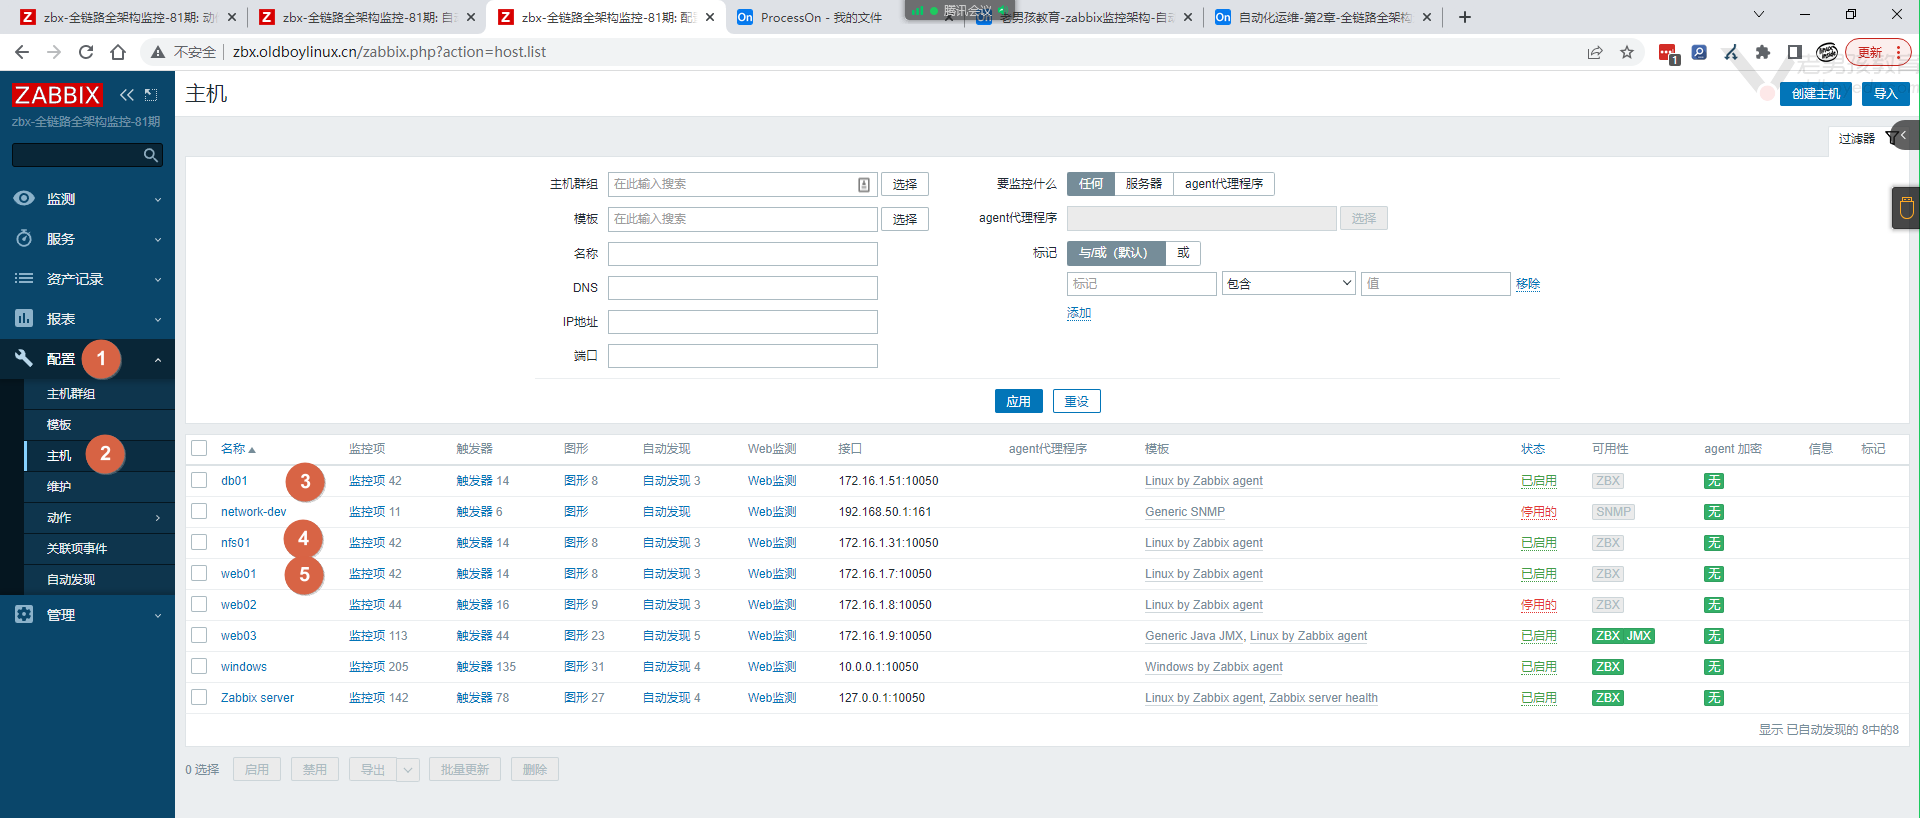 zbx-全链路全架构监控-81期: 动
zbx-全链路全架构监控-81期: 自
zbx-全链路全架构监控-81期: 配
ProcessOn - 我的文件
老男孩教育-zabbix监控架构-自动
自动化运维-第2章-全链路全架构
腾讯会议
不安全
zbx.oldboylinux.cn/zabbix.php?action=host.list
更新
1
ZABBIX
zbx-全链路全架构监控-81期
监测
服务
资产记录
报表
配置
1
主机群组
模板
主机
2
维护
动作
关联项事件
自动发现
管理
主机
老男孩教育
创建主机
导入
过滤器
主机群组
在此输入搜索
选择
模板
在此输入搜索
选择
名称
DNS
IP地址
端口
要监控什么
任何
服务器
agent代理程序
agent代理程序
选择
标记
与/或（默认）
或
标记
包含
值
移除
添加
应用
重设
名称 监控项 触发器 图形 自动发现 Web监测 接口 agent代理程序 模板 状态 可用性 agent 加密 信息 标记
db01 3 监控项 42 触发器 14 图形 8 自动发现 3 Web监测 172.16.1.51:10050 Linux by Zabbix agent 已启用 ZBX 无
network-dev 监控项 11 触发器 6 图形 自动发现 Web监测 192.168.50.1:161 Generic SNMP 停用的 SNMP 无
nfs01 4 监控项 42 触发器 14 图形 8 自动发现 3 Web监测 172.16.1.31:10050 Linux by Zabbix agent 已启用 ZBX 无
web01 5 监控项 42 触发器 14 图形 8 自动发现 3 Web监测 172.16.1.7:10050 Linux by Zabbix agent 已启用 ZBX 无
web02 监控项 44 触发器 16 图形 9 自动发现 3 Web监测 172.16.1.8:10050 Linux by Zabbix agent 停用的 ZBX 无
web03 监控项 113 触发器 44 图形 23 自动发现 5 Web监测 172.16.1.9:10050 Generic Java JMX, Linux by Zabbix agent 已启用 ZBX JMX 无
windows 监控项 205 触发器 135 图形 31 自动发现 4 Web监测 10.0.0.1:10050 Windows by Zabbix agent 已启用 ZBX 无
Zabbix server 监控项 142 触发器 78 图形 27 自动发现 4 Web监测 127.0.0.1:10050 Linux by Zabbix agent, Zabbix server health 已启用 ZBX 无
显示 已自动发现的 8中的8
0 选择
启用
禁用
导出
批量更新
删除